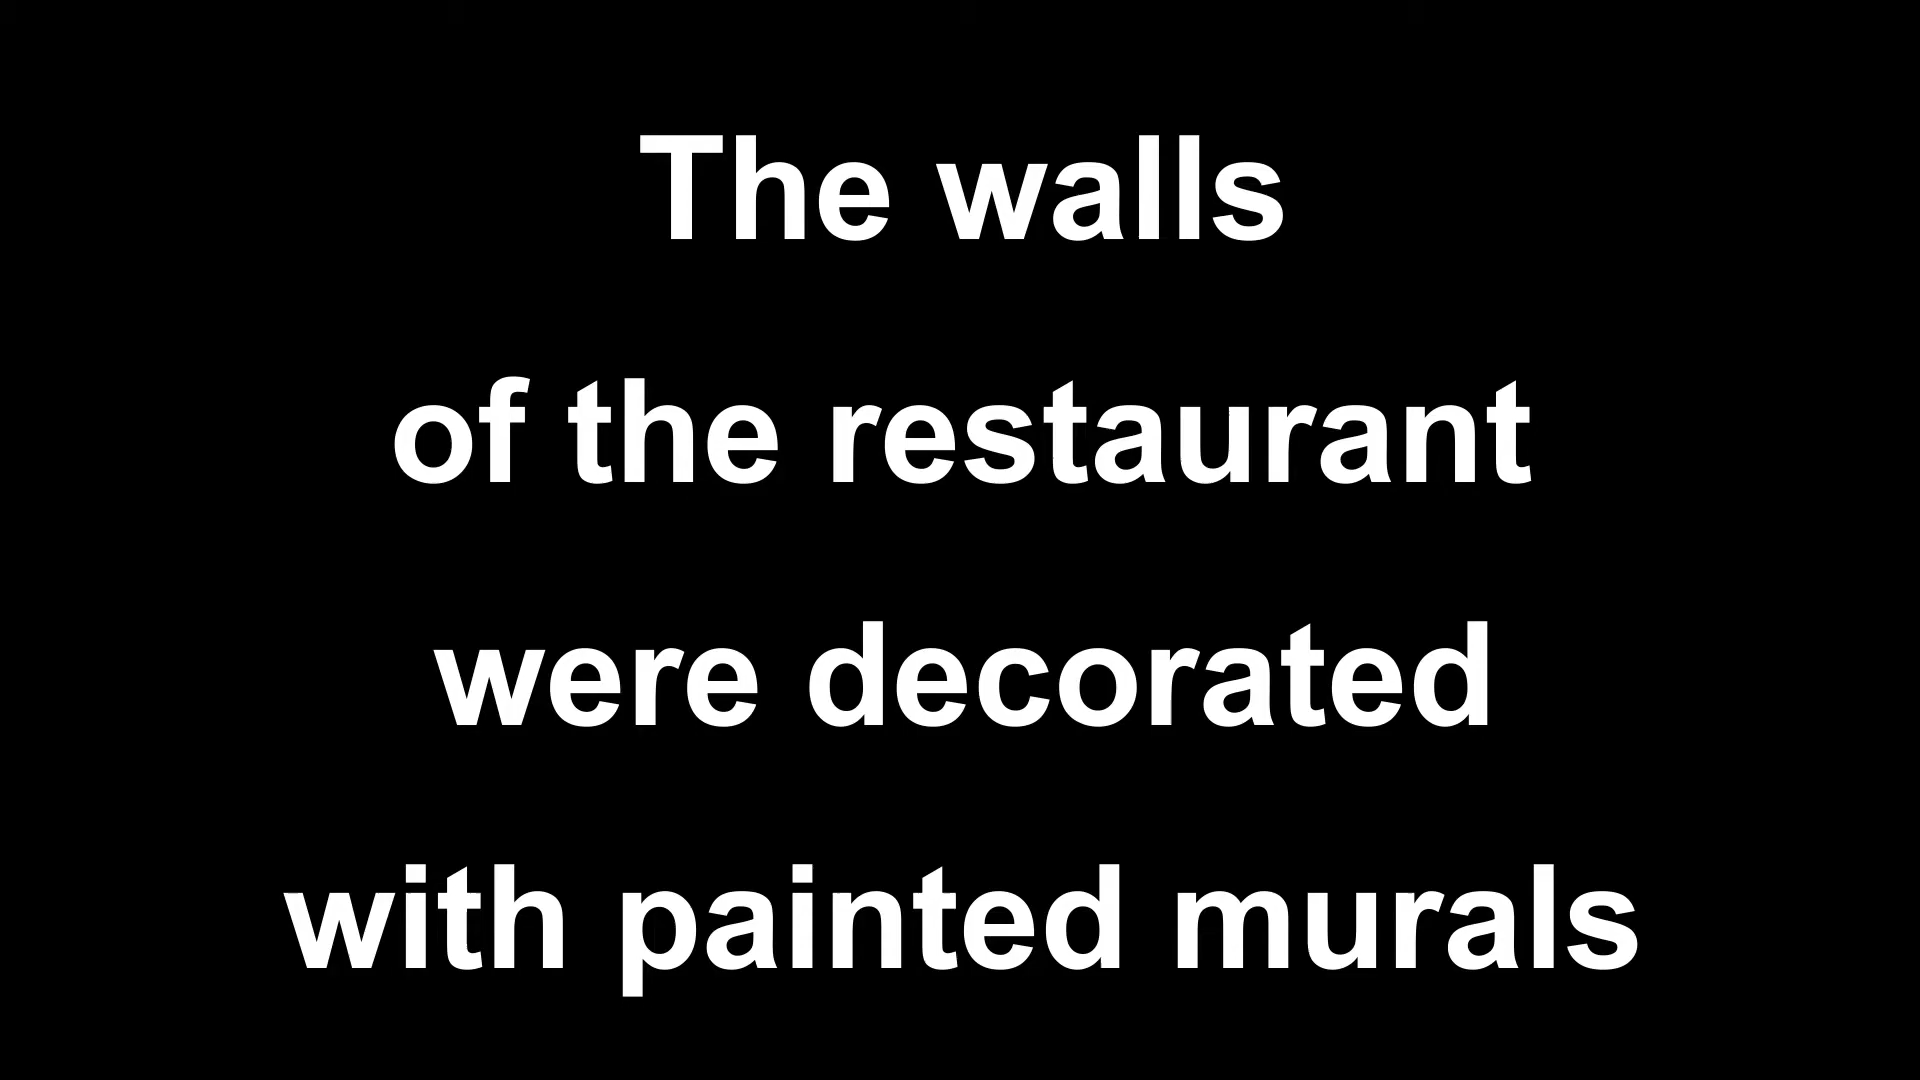 The walls
of the restaurant
were decorated
with painted murals